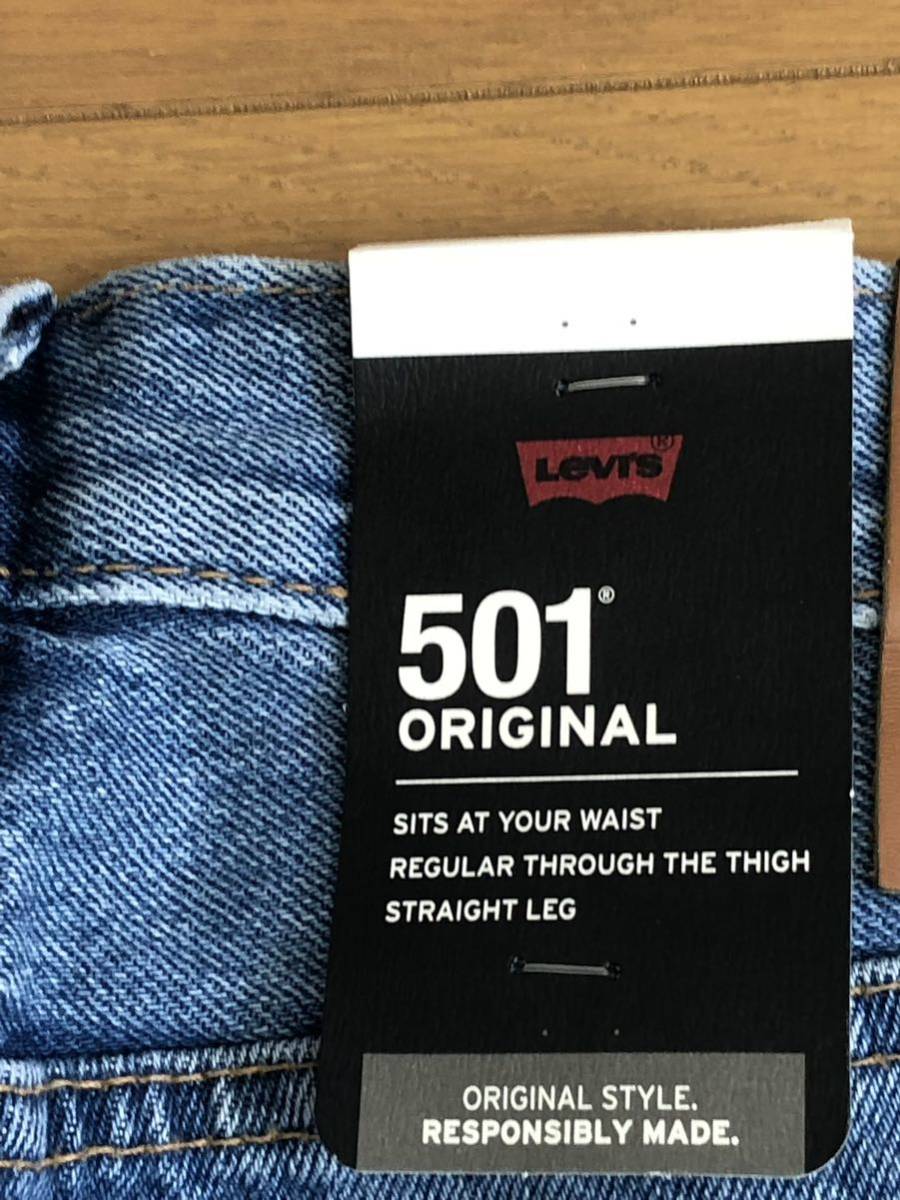 LEVI'S®
501®
ORIGINAL
SITS AT YOUR WAIST
REGULAR THROUGH THE THIGH
STRAIGHT LEG
ORIGINAL STYLE.
RESPONSIBLY MADE.